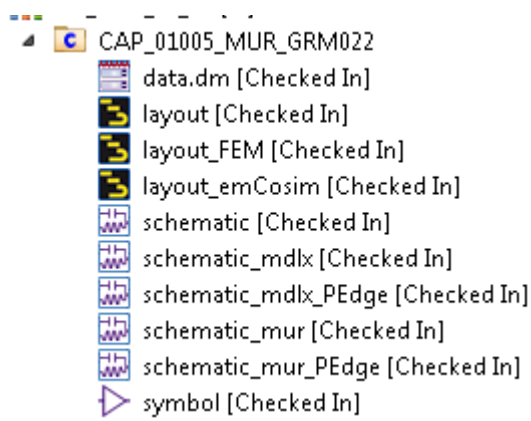 CAP_01005_MUR_GRM022
data.dm [Checked In]
layout [Checked In]
layout_FEM [Checked In]
layout_emCosim [Checked In]
schematic [Checked In]
schematic_mdlx [Checked In]
schematic_mdlx_PEdge [Checked In]
schematic_mur [Checked In]
schematic_mur_PEdge [Checked In]
symbol [Checked In]